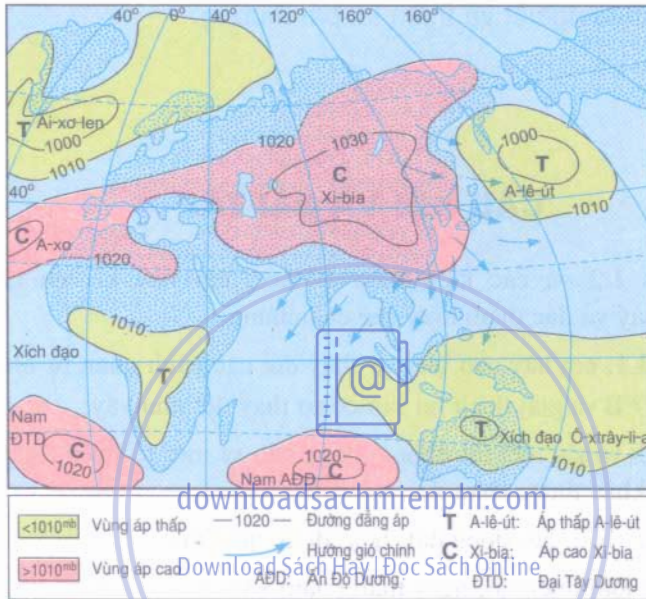 40° 0° 40° 80° 120° 160° 160°
T Ai-xơ-len
1000
1010
1020
1030
C
Xi-bia
1000
T
A-lê-út
1010
40°
C A-xo
1020
1010
Xích đạo
T
Nam
ĐTD C
1020
1020
C
Nam AĐD
T Xích đạo Ô-xtrây-li-a
1010
downloadsachmienphi.com
Download Sách Hay | Đọc Sách Online
<1010mb Vùng áp thấp
>1010mb Vùng áp cao
— 1020 — Đường đẳng áp
Hướng gió chính
AĐD: Ấn Độ Dương
T A-lê-út: Áp thấp A-lê-út
C Xi-bia: Áp cao Xi-bia
ĐTD: Đại Tây Dương